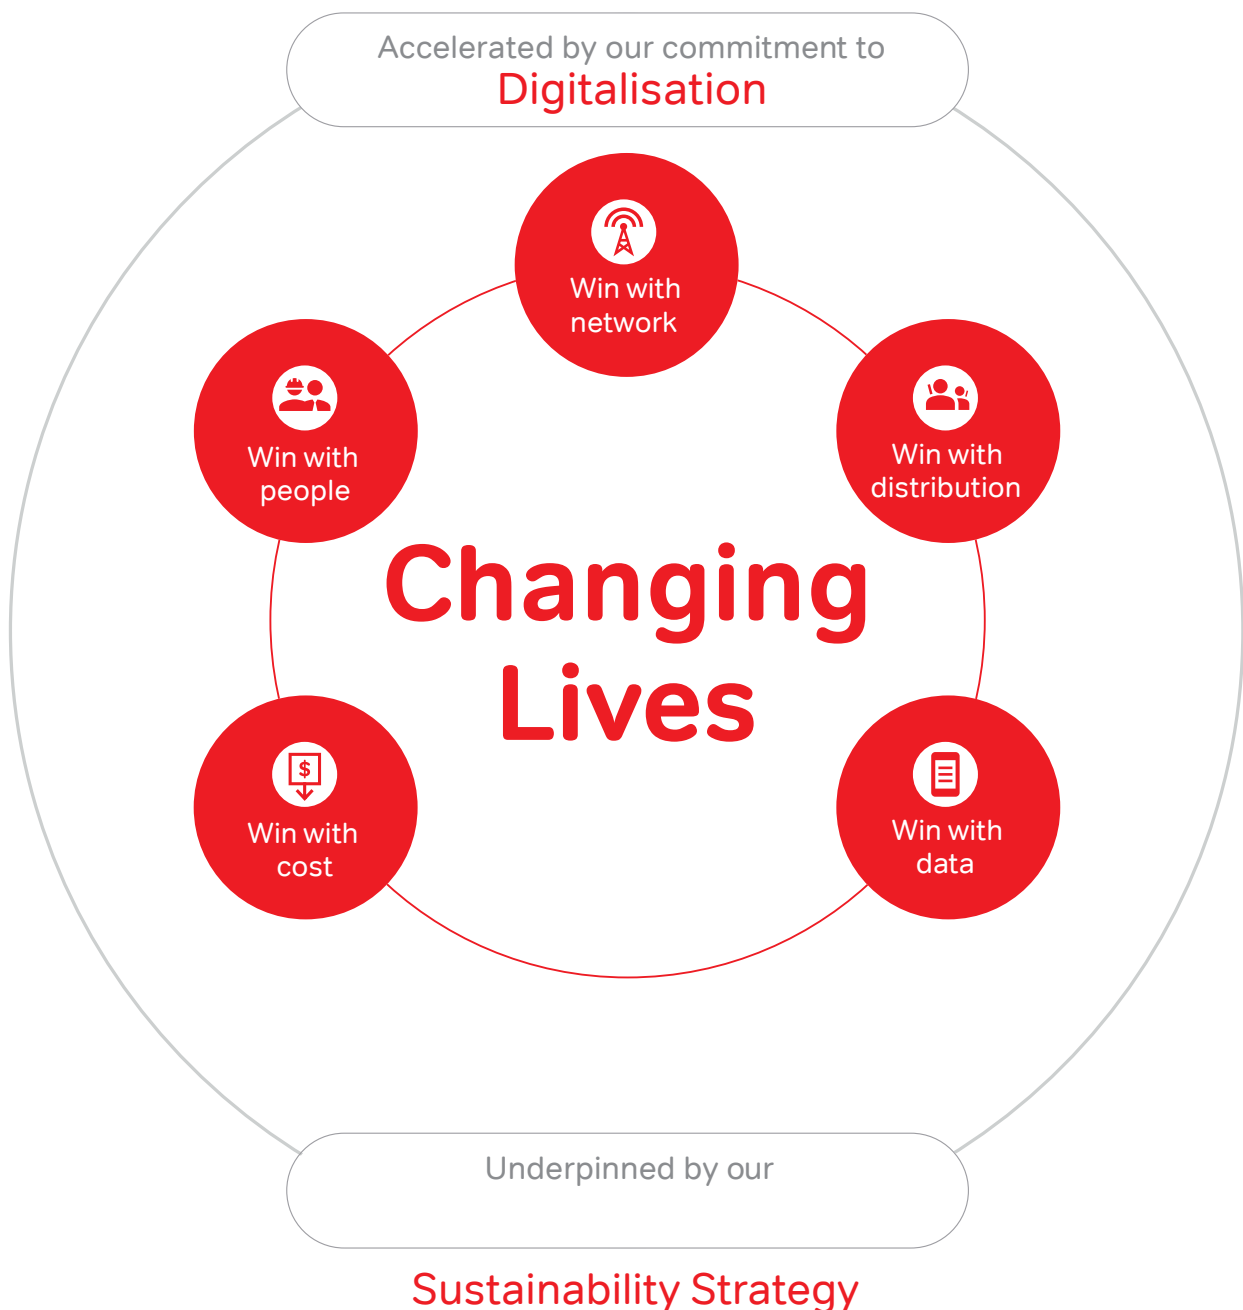 Accelerated by our commitment to
Digitalisation
Win with
network
Win with
people
Win with
distribution
Changing
Lives
$
Win with
cost
Win with
data
Underpinned by our
Sustainability Strategy